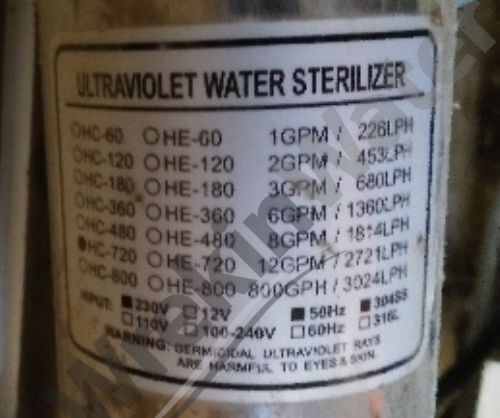 ULTRAVIOLET WATER STERILIZER
○HC-60 ○HE-60 1GPM / 226LPH
○HC-120 ○HE-120 2GPM / 453LPH
○HC-180 ○HE-180 3GPM / 680LPH
○HC-360 ○HE-360 6GPM / 1360LPH
○HC-480 ○HE-480 8GPM / 1814LPH
●HC-720 ○HE-720 12GPM / 2721LPH
○HC-800 ○HE-800 800GPH / 3024LPH
INPUT: ■230V □12V ■50Hz ■304SS
□110V □100-240V □60Hz □316L
WARNING: GERMICIDAL ULTRAVIOLET RAYS
ARE HARMFUL TO EYES & SKIN.
WrekinWater